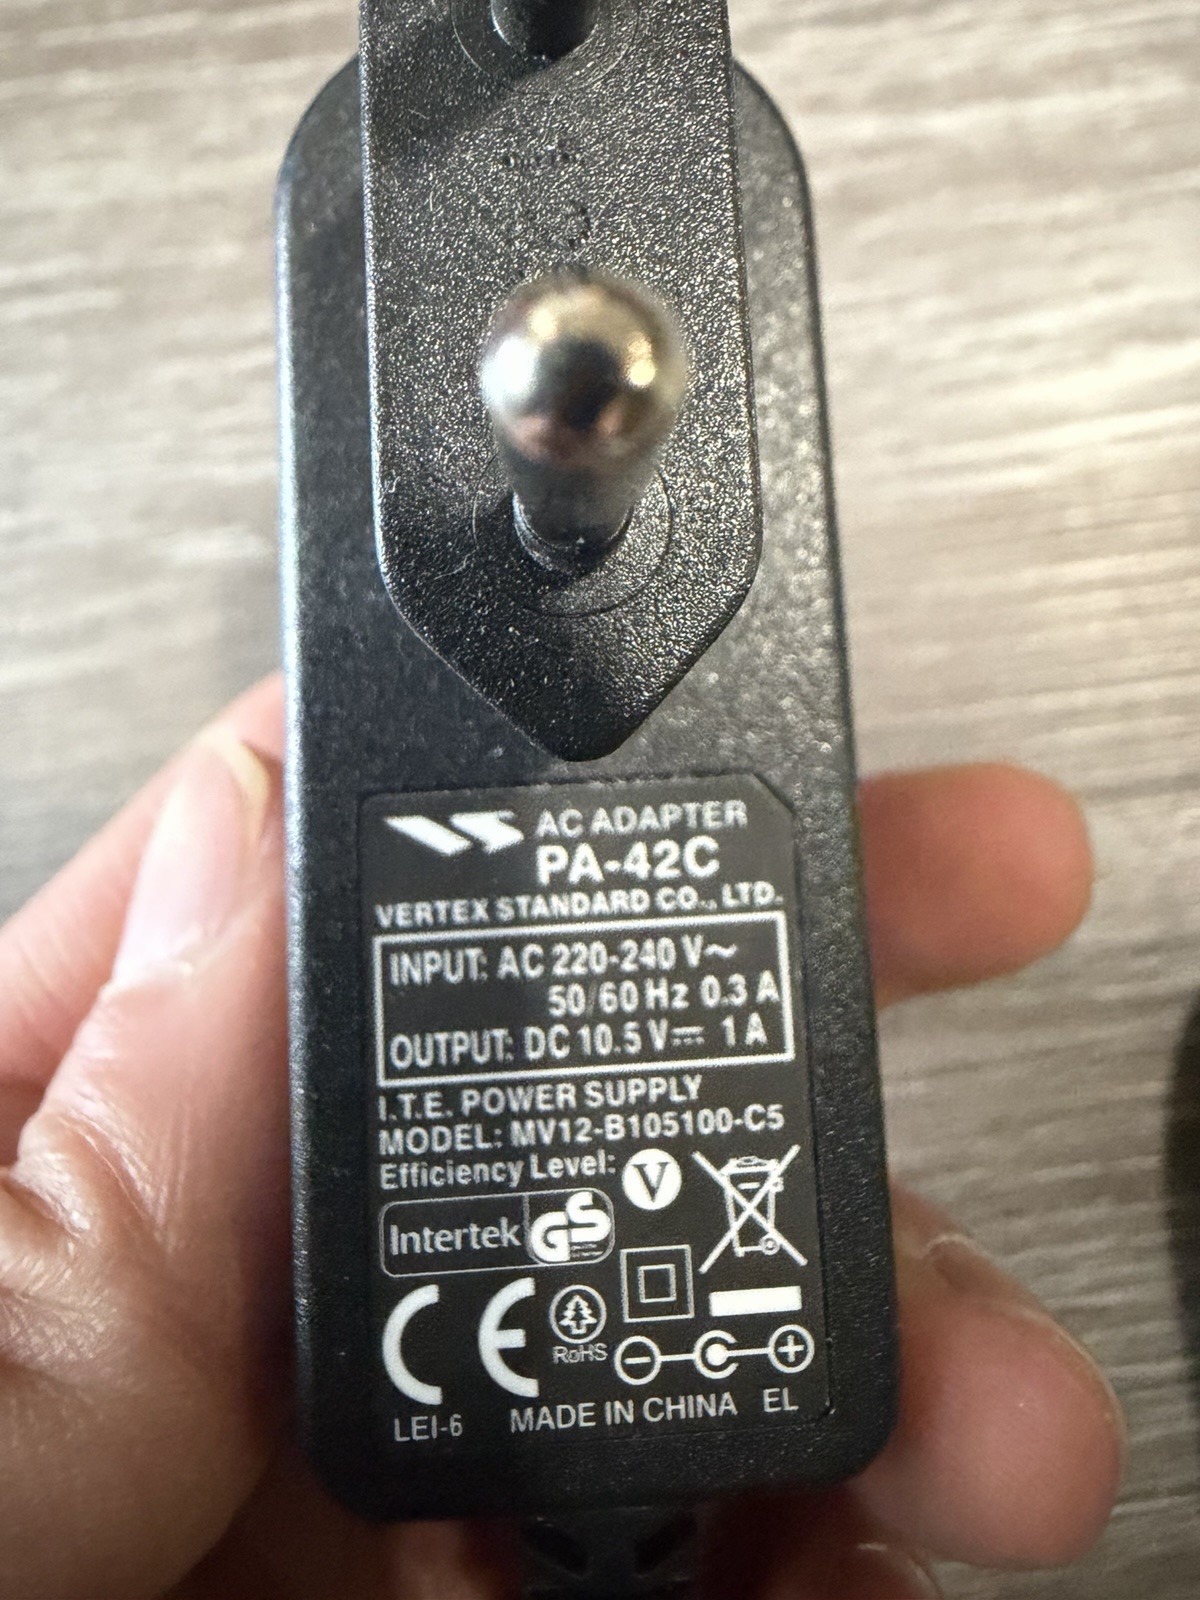 VS AC ADAPTER
PA-42C
VERTEX STANDARD CO., LTD.
INPUT: AC 220-240 V～
50/60 Hz 0.3 A
OUTPUT: DC 10.5 V⎓ 1 A
I.T.E. POWER SUPPLY
MODEL: MV12-B105100-C5
Efficiency Level: V
Intertek GS
CE RoHS
LEI-6 MADE IN CHINA EL